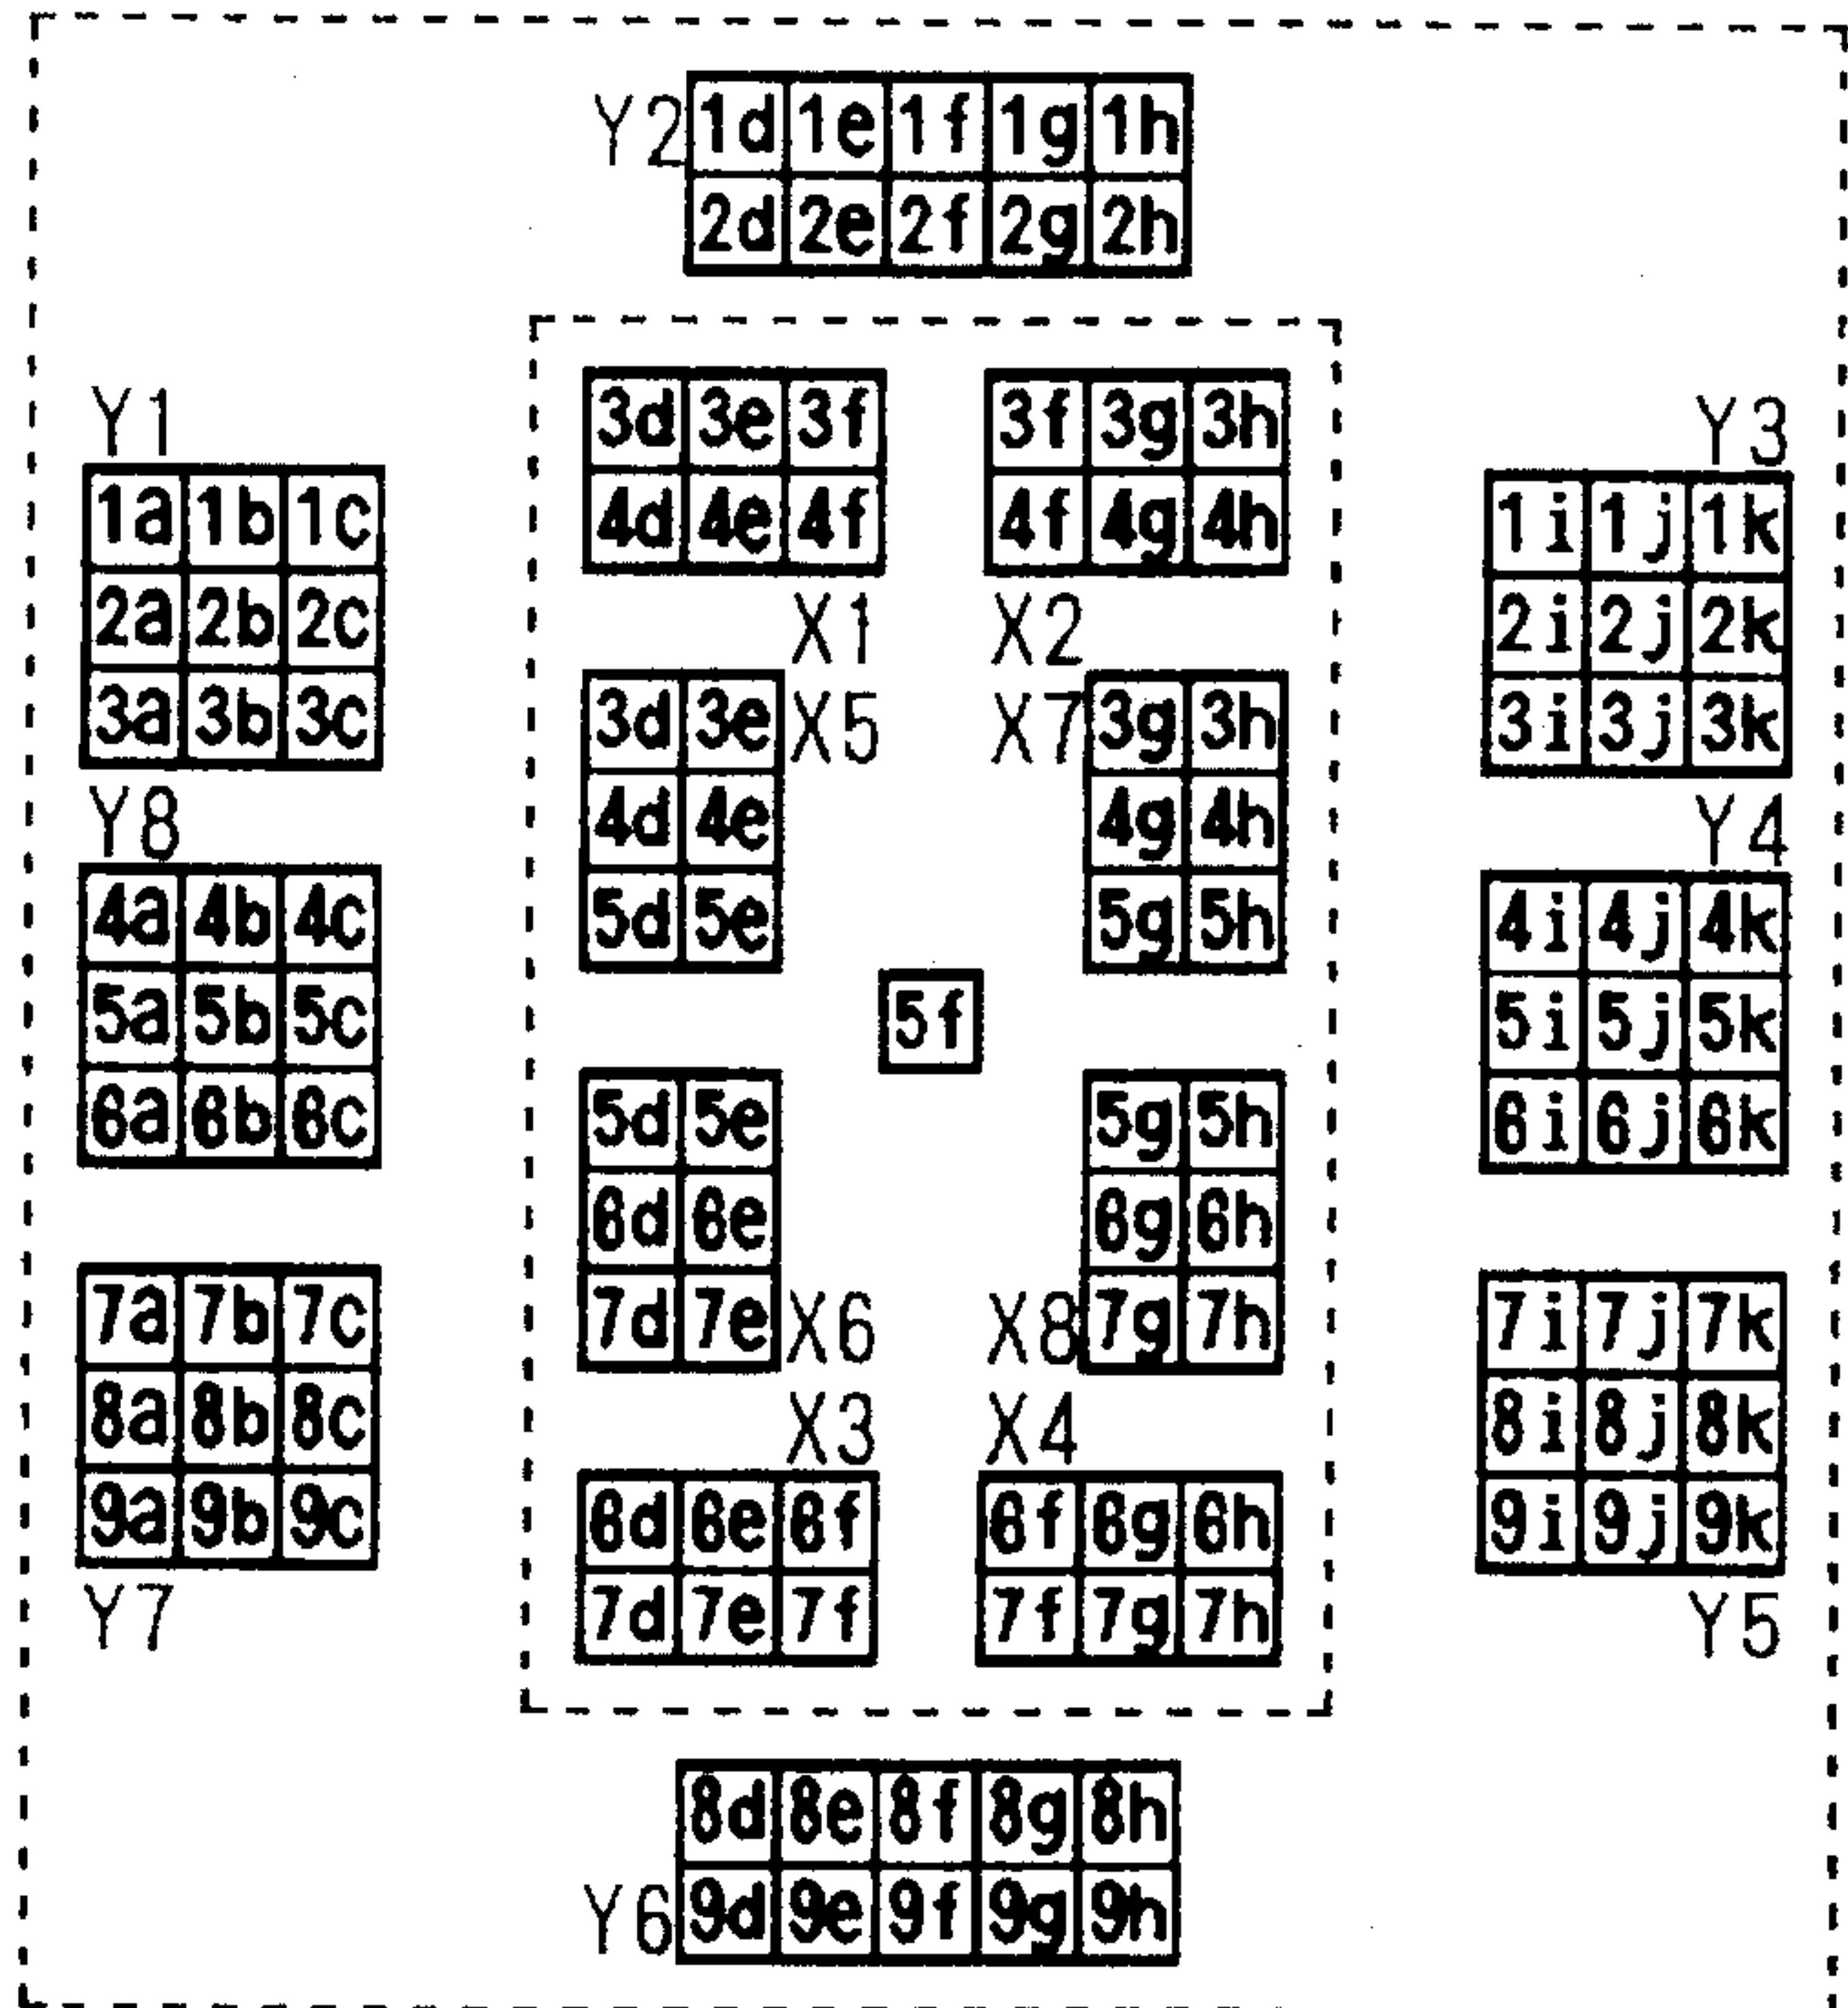 Y2 1d 1e 1f 1g 1h
2d 2e 2f 2g 2h
Y1
1a 1b 1c
2a 2b 2c
3a 3b 3c
Y8
4a 4b 4c
5a 5b 5c
6a 6b 6c
7a 7b 7c
8a 8b 8c
9a 9b 9c
Y7
3d 3e 3f
4d 4e 4f
X1
3f 3g 3h
4f 4g 4h
X2
3d 3e X5
4d 4e
5d 5e
X7 3g 3h
4g 4h
5g 5h
5f
5d 5e
6d 6e
7d 7e X6
5g 5h
6g 6h
X8 7g 7h
X3
6d 6e 6f
7d 7e 7f
X4
6f 6g 6h
7f 7g 7h
Y3
1i 1j 1k
2i 2j 2k
3i 3j 3k
Y4
4i 4j 4k
5i 5j 5k
6i 6j 6k
7i 7j 7k
8i 8j 8k
9i 9j 9k
Y5
8d 8e 8f 8g 8h
Y6 9d 9e 9f 9g 9h